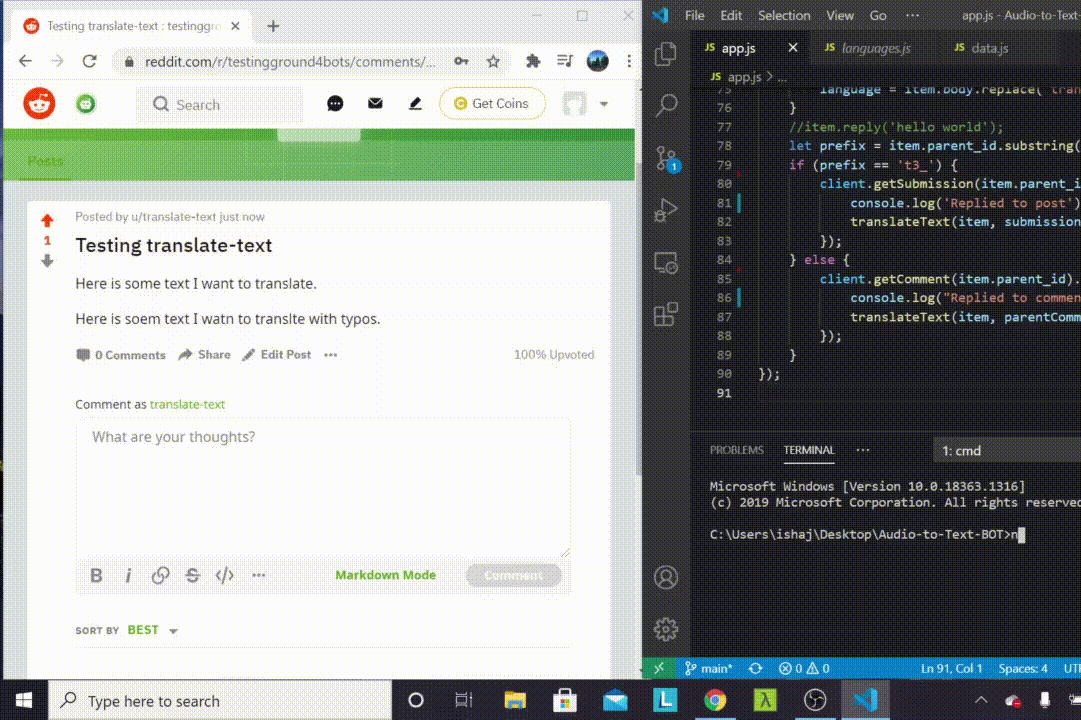 Testing translate-text : testinggro
reddit.com/r/testingground4bots/comments/...
Search
Get Coins
Posts
Posted by u/translate-text just now
1
Testing translate-text
Here is some text I want to translate.
Here is soem text I watn to translte with typos.
0 Comments Share Edit Post ...
100% Upvoted
Comment as translate-text
What are your thoughts?
B i S </> ...
Markdown Mode
Comment
SORT BY BEST
File Edit Selection View Go ...
app.js - Audio-to-Text-
JS app.js
JS languages.js
JS data.js
JS app.js > ...
75 language = item.body.replace('tran
76 }
77 //item.reply('hello world');
78 let prefix = item.parent_id.substring(
79 if (prefix == 't3_') {
80 client.getSubmission(item.parent_i
81 console.log('Replied to post')
82 translateText(item, submission
83 });
84 } else {
85 client.getComment(item.parent_id).
86 console.log("Replied to commen
87 translateText(item, parentComm
88 });
89 }
90 });
91
1
PROBLEMS TERMINAL ...
1: cmd
Microsoft Windows [Version 10.0.18363.1316]
(c) 2019 Microsoft Corporation. All rights reserved
C:\Users\ishaj\Desktop\Audio-to-Text-BOT>n
main* 0 0
Ln 91, Col 1 Spaces: 4 UTF
Type here to search
L
λ